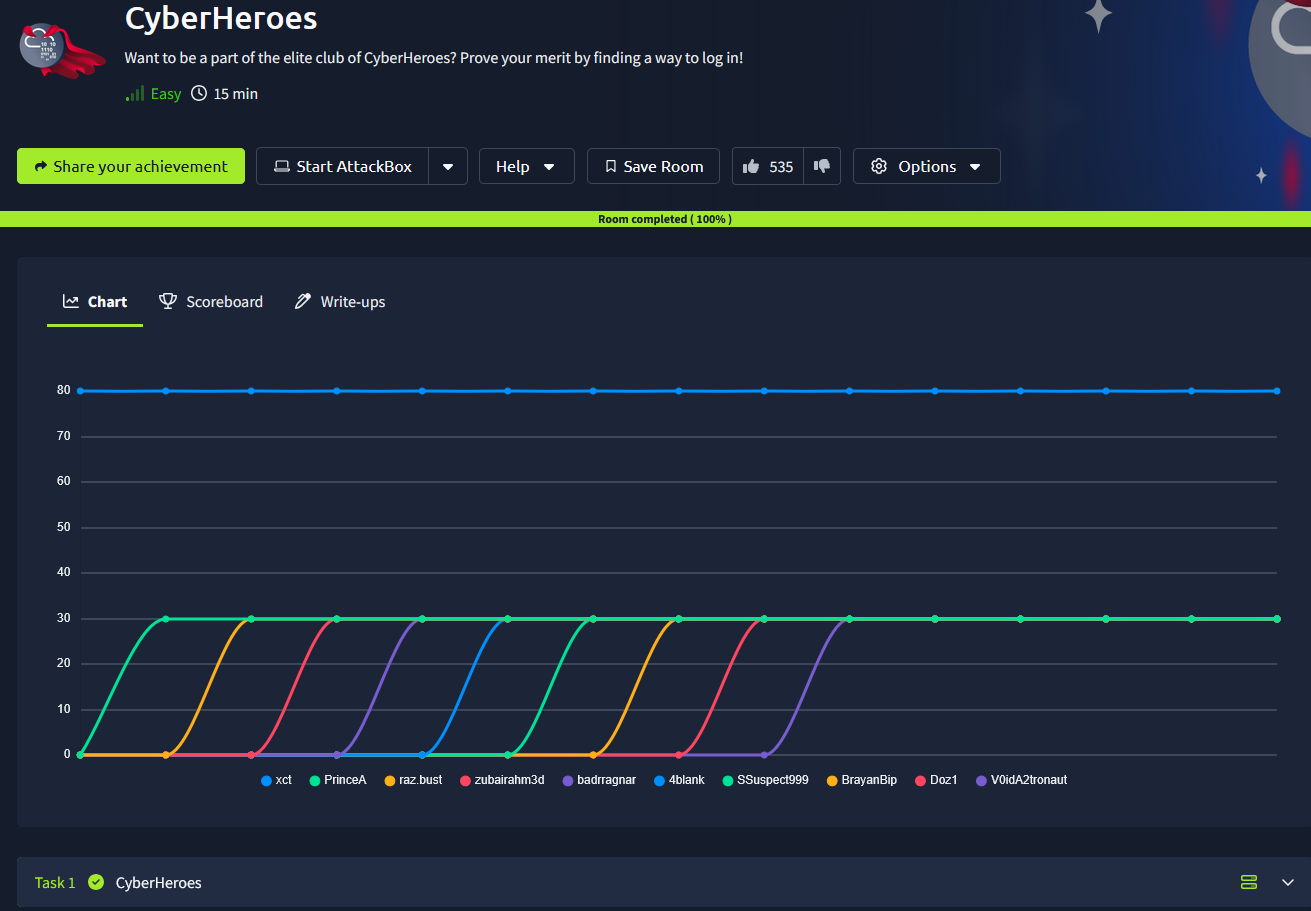 CyberHeroes
Want to be a part of the elite club of CyberHeroes? Prove your merit by finding a way to log in!
Easy 15 min
Share your achievement Start AttackBox Help Save Room 535 Options
Room completed ( 100% )
Chart Scoreboard Write-ups
80
70
60
50
40
30
20
10
0
xct PrinceA raz.bust zubairahm3d badrragnar 4blank SSuspect999 BrayanBip Doz1 V0idA2tronaut
Task 1 CyberHeroes